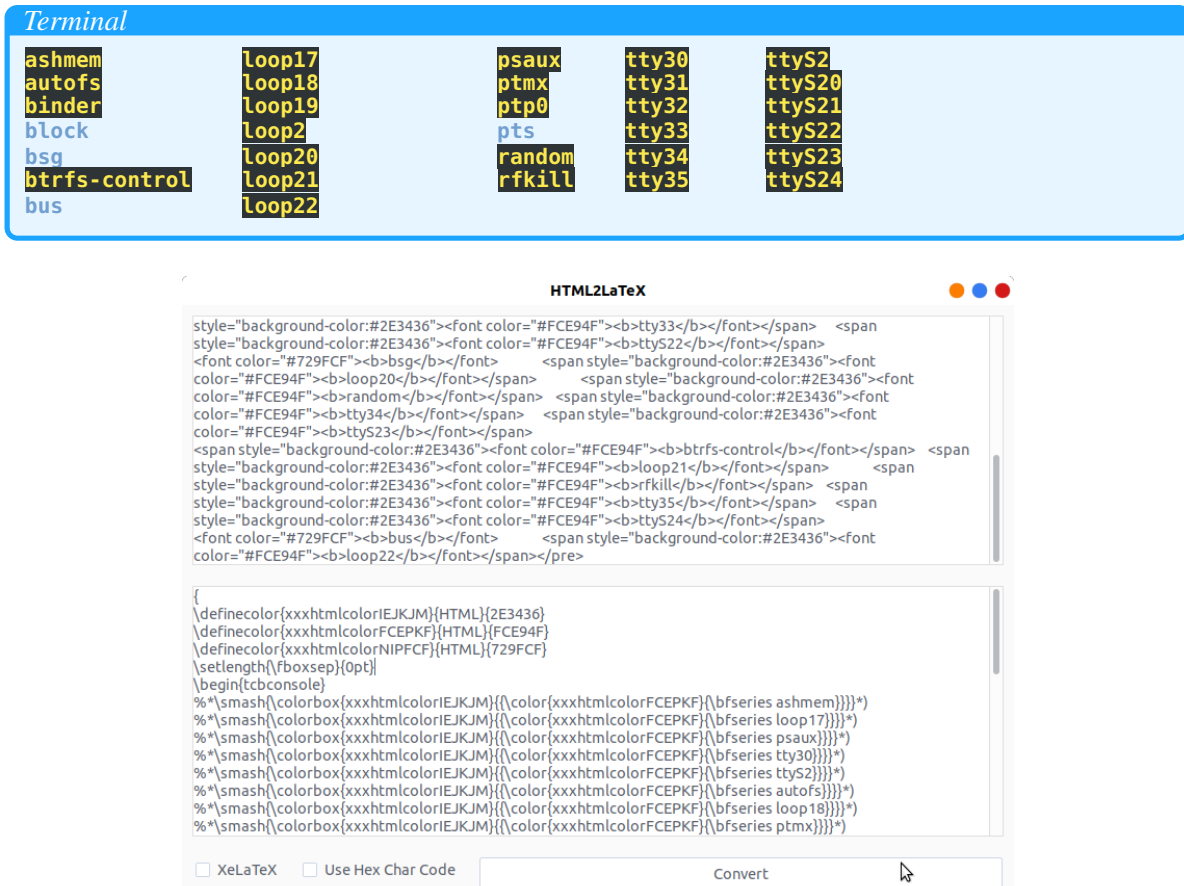 Terminal
ashmem loop17 psaux tty30 ttyS2
autofs loop18 ptmx tty31 ttyS20
binder loop19 ptp0 tty32 ttyS21
block loop2 pts tty33 ttyS22
bsg loop20 random tty34 ttyS23
btrfs-control loop21 rfkill tty35 ttyS24
bus loop22
HTML2LaTeX
style="background-color:#2E3436"><font color="#FCE94F"><b>tty33</b></font></span> <span
style="background-color:#2E3436"><font color="#FCE94F"><b>ttyS22</b></font></span>
<font color="#729FCF"><b>bsg</b></font> <span style="background-color:#2E3436"><font
color="#FCE94F"><b>loop20</b></font></span> <span style="background-color:#2E3436"><font
color="#FCE94F"><b>random</b></font></span> <span style="background-color:#2E3436"><font
color="#FCE94F"><b>tty34</b></font></span> <span style="background-color:#2E3436"><font
color="#FCE94F"><b>ttyS23</b></font></span>
<span style="background-color:#2E3436"><font color="#FCE94F"><b>btrfs-control</b></font></span> <span
style="background-color:#2E3436"><font color="#FCE94F"><b>loop21</b></font></span> <span
style="background-color:#2E3436"><font color="#FCE94F"><b>rfkill</b></font></span> <span
style="background-color:#2E3436"><font color="#FCE94F"><b>tty35</b></font></span> <span
style="background-color:#2E3436"><font color="#FCE94F"><b>ttyS24</b></font></span>
<font color="#729FCF"><b>bus</b></font> <span style="background-color:#2E3436"><font
color="#FCE94F"><b>loop22</b></font></span></pre>
{
\definecolor{xxxhtmlcolorIEJKJM}{HTML}{2E3436}
\definecolor{xxxhtmlcolorFCEPKF}{HTML}{FCE94F}
\definecolor{xxxhtmlcolorNIPFCF}{HTML}{729FCF}
\setlength{\fboxsep}{0pt}
\begin{tcbconsole}
%*\smash{\colorbox{xxxhtmlcolorIEJKJM}{{\color{xxxhtmlcolorFCEPKF}{\bfseries ashmem}}}}*)
%*\smash{\colorbox{xxxhtmlcolorIEJKJM}{{\color{xxxhtmlcolorFCEPKF}{\bfseries loop17}}}}*)
%*\smash{\colorbox{xxxhtmlcolorIEJKJM}{{\color{xxxhtmlcolorFCEPKF}{\bfseries psaux}}}}*)
%*\smash{\colorbox{xxxhtmlcolorIEJKJM}{{\color{xxxhtmlcolorFCEPKF}{\bfseries tty30}}}}*)
%*\smash{\colorbox{xxxhtmlcolorIEJKJM}{{\color{xxxhtmlcolorFCEPKF}{\bfseries ttyS2}}}}*)
%*\smash{\colorbox{xxxhtmlcolorIEJKJM}{{\color{xxxhtmlcolorFCEPKF}{\bfseries autofs}}}}*)
%*\smash{\colorbox{xxxhtmlcolorIEJKJM}{{\color{xxxhtmlcolorFCEPKF}{\bfseries loop18}}}}*)
%*\smash{\colorbox{xxxhtmlcolorIEJKJM}{{\color{xxxhtmlcolorFCEPKF}{\bfseries ptmx}}}}*)
XeLaTeX Use Hex Char Code Convert